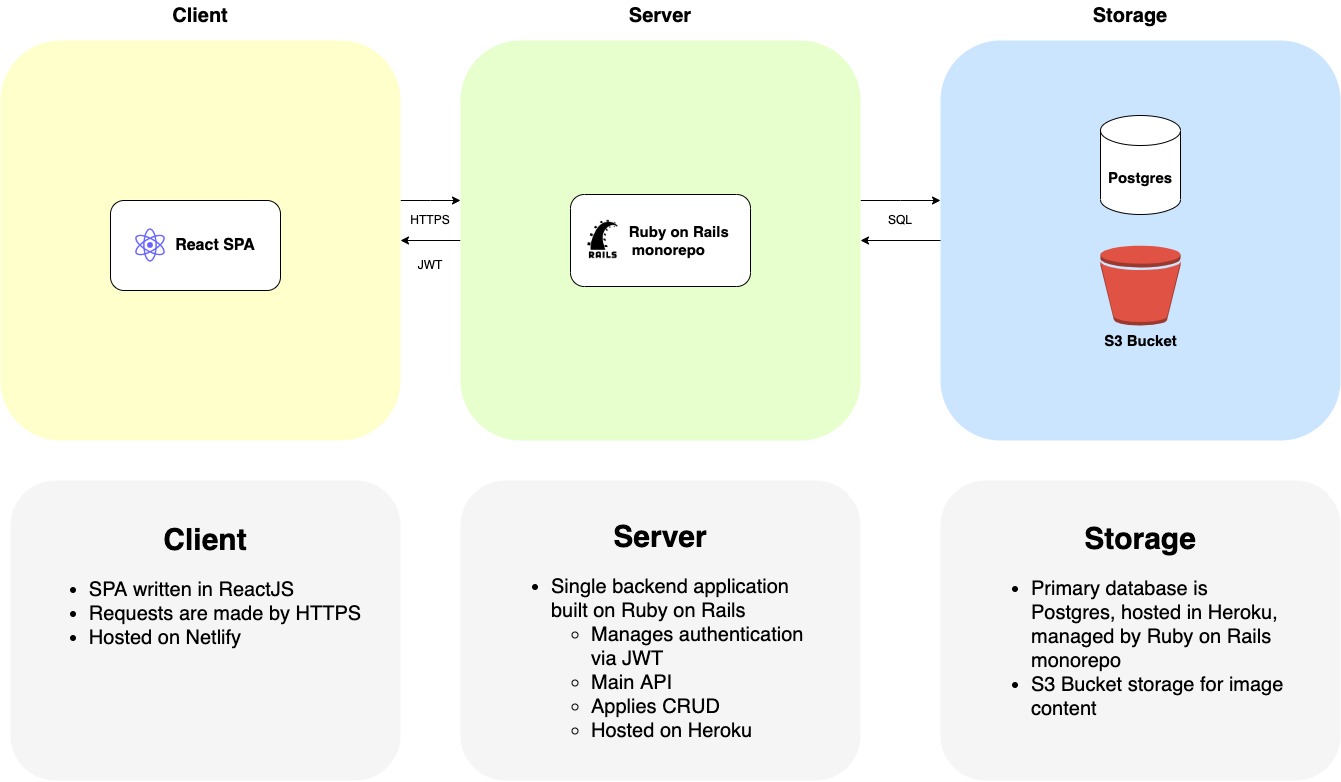 Client
Server
Storage
React SPA
HTTPS
JWT
RAILS
Ruby on Rails
monorepo
SQL
Postgres
S3 Bucket
Client
• SPA written in ReactJS
• Requests are made by HTTPS
• Hosted on Netlify
Server
• Single backend application
built on Ruby on Rails
◦ Manages authentication
via JWT
◦ Main API
◦ Applies CRUD
◦ Hosted on Heroku
Storage
• Primary database is
Postgres, hosted in Heroku,
managed by Ruby on Rails
monorepo
• S3 Bucket storage for image
content